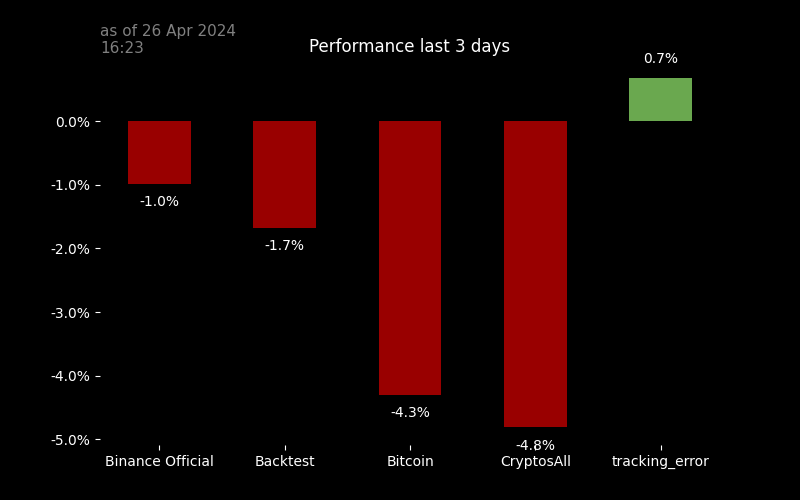 as of 26 Apr 2024
16:23
Performance last 3 days
0.7%
0.0%
-1.0%
-1.0%
-1.7%
-2.0%
-3.0%
-4.0%
-4.3%
-5.0%
-4.8%
Binance Official
Backtest
Bitcoin
CryptosAll
tracking_error